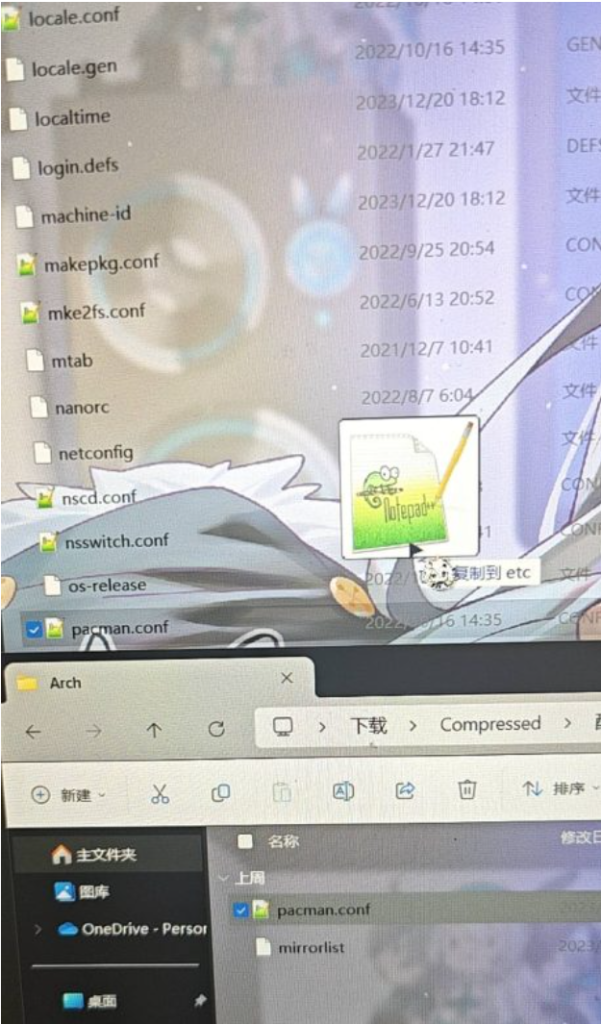 locale.conf
locale.gen 2022/10/16 14:35 GEN
localtime 2023/12/20 18:12 文件
login.defs 2022/1/27 21:47 DEFS
machine-id 2023/12/20 18:12 文件
makepkg.conf 2022/9/25 20:54 CON
mke2fs.conf 2022/6/13 20:52 CON
mtab 2021/12/7 10:41 文件
nanorc 2022/8/7 6:04 文件
netconfig 文件
nscd.conf CON
Notepad++
nsswitch.conf 41 CONF
os-release 2022/1 复制到 etc 文件
pacman.conf 16 14:35 CONF
Arch
下载 > Compressed >
新建 排序
主文件夹 名称 修改日
图库 上周
OneDrive - Person pacman.conf 2023
mirrorlist 2023/
桌面